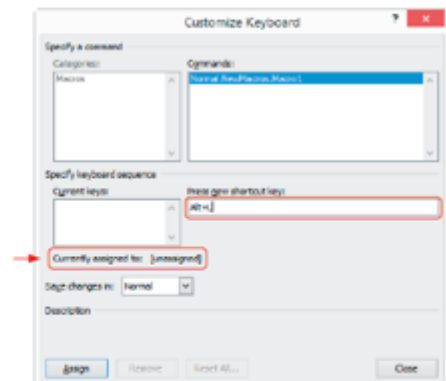 Customize Keyboard
?
Specify a command
Categories:
Commands:
Macros
Normal.NewMacros.Macro1
Specify keyboard sequence
Current keys:
Press new shortcut key:
Currently assigned to: [unassigned]
Save changes in: Normal
Description
Assign
Remove
Reset All...
Close